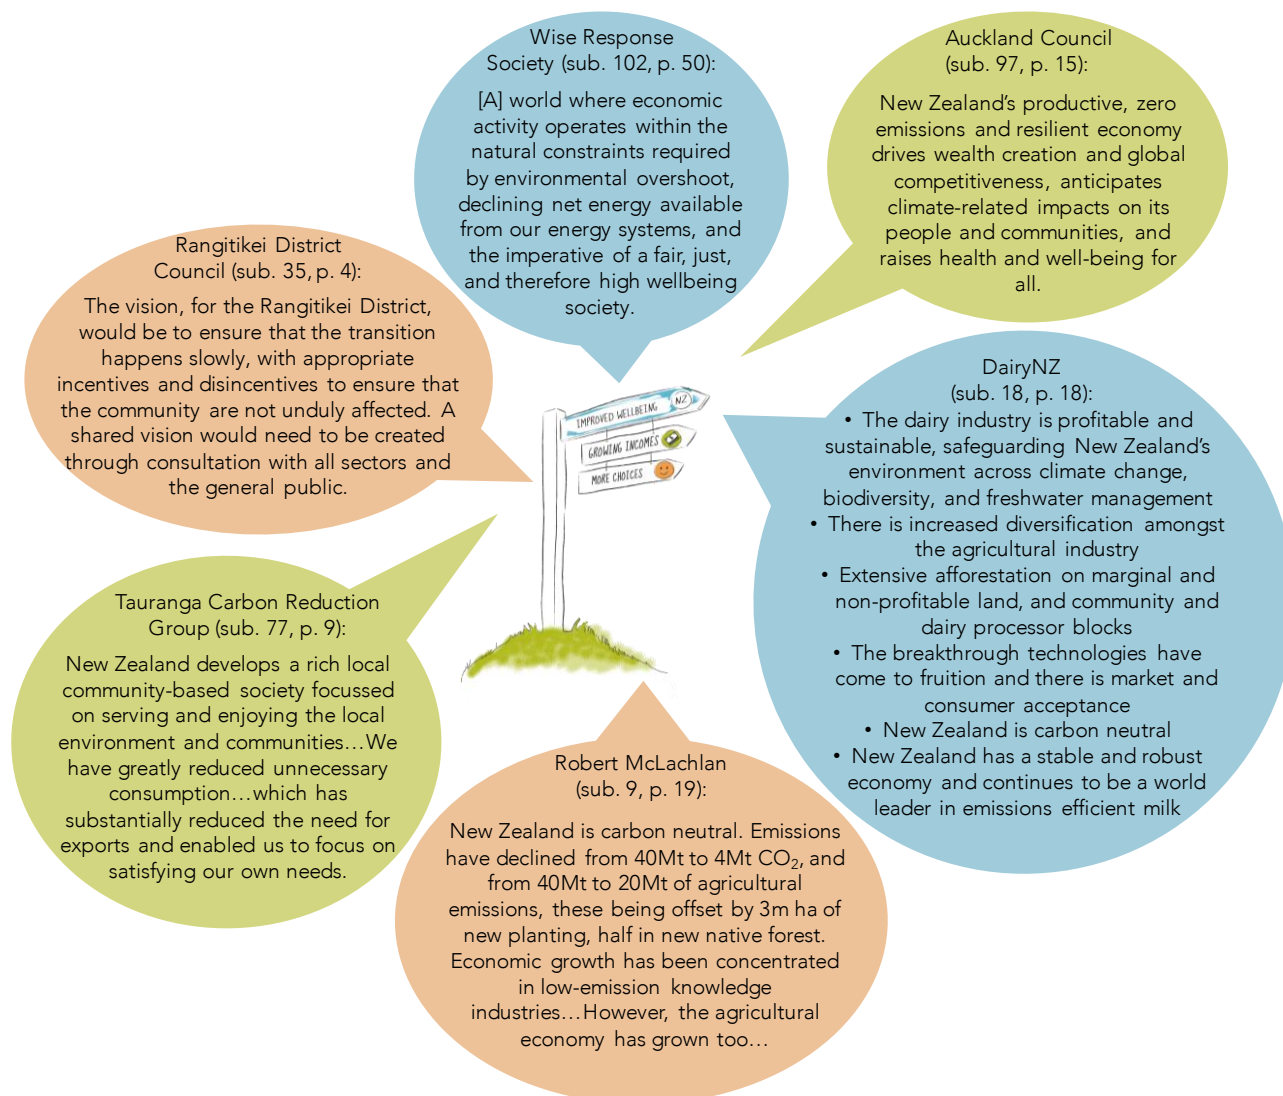 Wise Response
Society (sub. 102, p. 50):
[A] world where economic
activity operates within the
natural constraints required
by environmental overshoot,
declining net energy available
from our energy systems, and
the imperative of a fair, just,
and therefore high wellbeing
society.
Auckland Council
(sub. 97, p. 15):
New Zealand’s productive, zero
emissions and resilient economy
drives wealth creation and global
competitiveness, anticipates
climate-related impacts on its
people and communities, and
raises health and well-being for
all.
Rangitikei District
Council (sub. 35, p. 4):
The vision, for the Rangitikei District,
would be to ensure that the transition
happens slowly, with appropriate
incentives and disincentives to ensure that
the community are not unduly affected. A
shared vision would need to be created
through consultation with all sectors and
the general public.
IMPROVED WELLBEING NZ
GROWING INCOMES
MORE CHOICES
DairyNZ
(sub. 18, p. 18):
• The dairy industry is profitable and
sustainable, safeguarding New Zealand’s
environment across climate change,
biodiversity, and freshwater management
• There is increased diversification amongst
the agricultural industry
• Extensive afforestation on marginal and
non-profitable land, and community and
dairy processor blocks
• The breakthrough technologies have
come to fruition and there is market and
consumer acceptance
• New Zealand is carbon neutral
• New Zealand has a stable and robust
economy and continues to be a world
leader in emissions efficient milk
Tauranga Carbon Reduction
Group (sub. 77, p. 9):
New Zealand develops a rich local
community-based society focussed
on serving and enjoying the local
environment and communities…We
have greatly reduced unnecessary
consumption…which has
substantially reduced the need for
exports and enabled us to focus on
satisfying our own needs.
Robert McLachlan
(sub. 9, p. 19):
New Zealand is carbon neutral. Emissions
have declined from 40Mt to 4Mt CO₂, and
from 40Mt to 20Mt of agricultural
emissions, these being offset by 3m ha of
new planting, half in new native forest.
Economic growth has been concentrated
in low-emission knowledge
industries…However, the agricultural
economy has grown too…